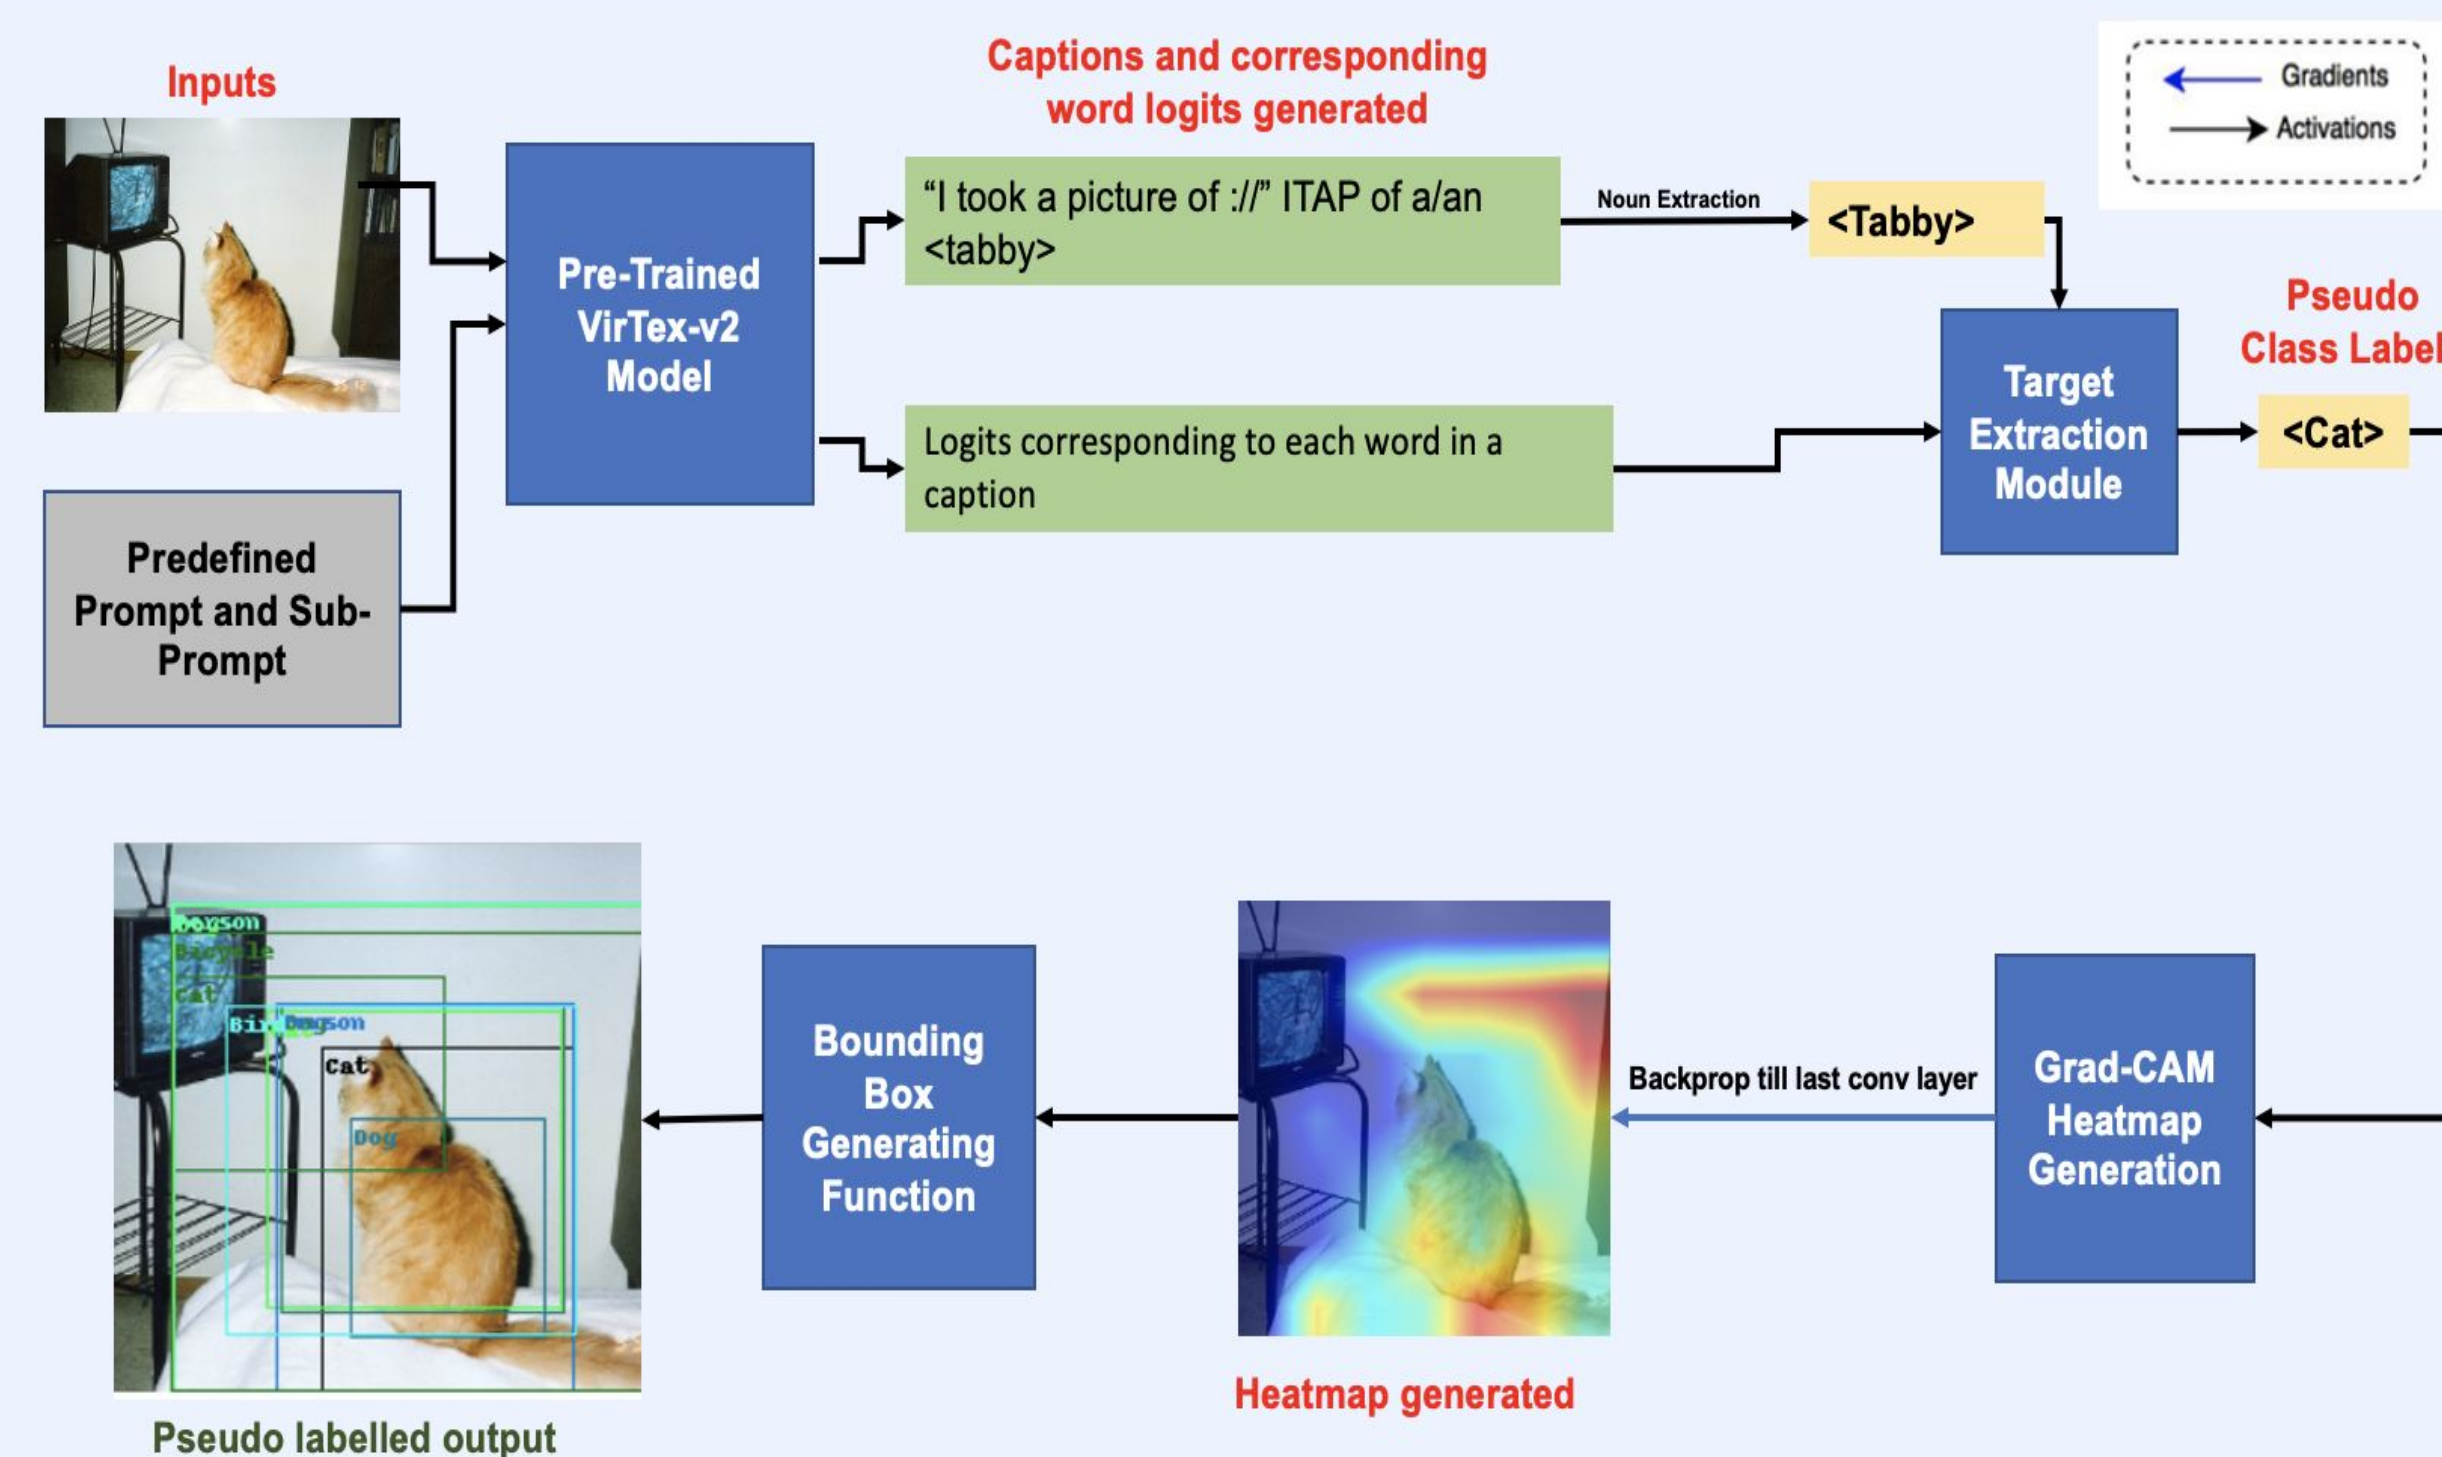 Inputs
Captions and corresponding
word logits generated
Gradients
Activations
Pre-Trained
VirTex-v2
Model
“I took a picture of ://” ITAP of a/an
<tabby>
Noun Extraction
<Tabby>
Pseudo
Class Label
Logits corresponding to each word in a
caption
Target
Extraction
Module
<Cat>
Predefined
Prompt and Sub-
Prompt
Bicycle
Cat
Cat
Dog
Bounding
Box
Generating
Function
Backprop till last conv layer
Grad-CAM
Heatmap
Generation
Heatmap generated
Pseudo labelled output